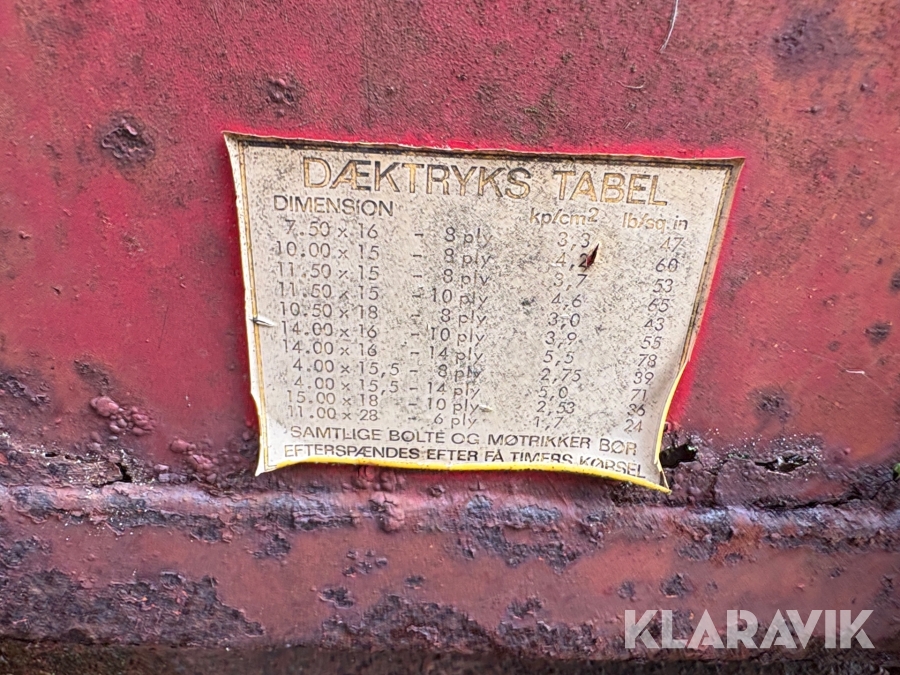 DÆKTRYKS TABEL
DIMENSION kp/cm2 lb/sq.in
7.50 x 16 - 8 ply 3,3 47
10.00 x 15 - 8 ply 4,2 60
11.50 x 15 - 8 ply 3,7 53
11.50 x 15 - 10 ply 4,6 65
10.50 x 18 - 8 ply 3,0 43
14.00 x 16 - 10 ply 3,9 55
14.00 x 16 - 14 ply 5,5 78
4.00 x 15,5 - 8 ply 2,75 39
4.00 x 15,5 - 14 ply 5,0 71
15.00 x 18 - 10 ply 2,53 36
11.00 x 28 - 6 ply 1,7 24
SAMTLIGE BOLTE OG MØTRIKKER BØR
EFTERSPÆNDES EFTER FÅ TIMERS KØRSEL
KLARAVIK